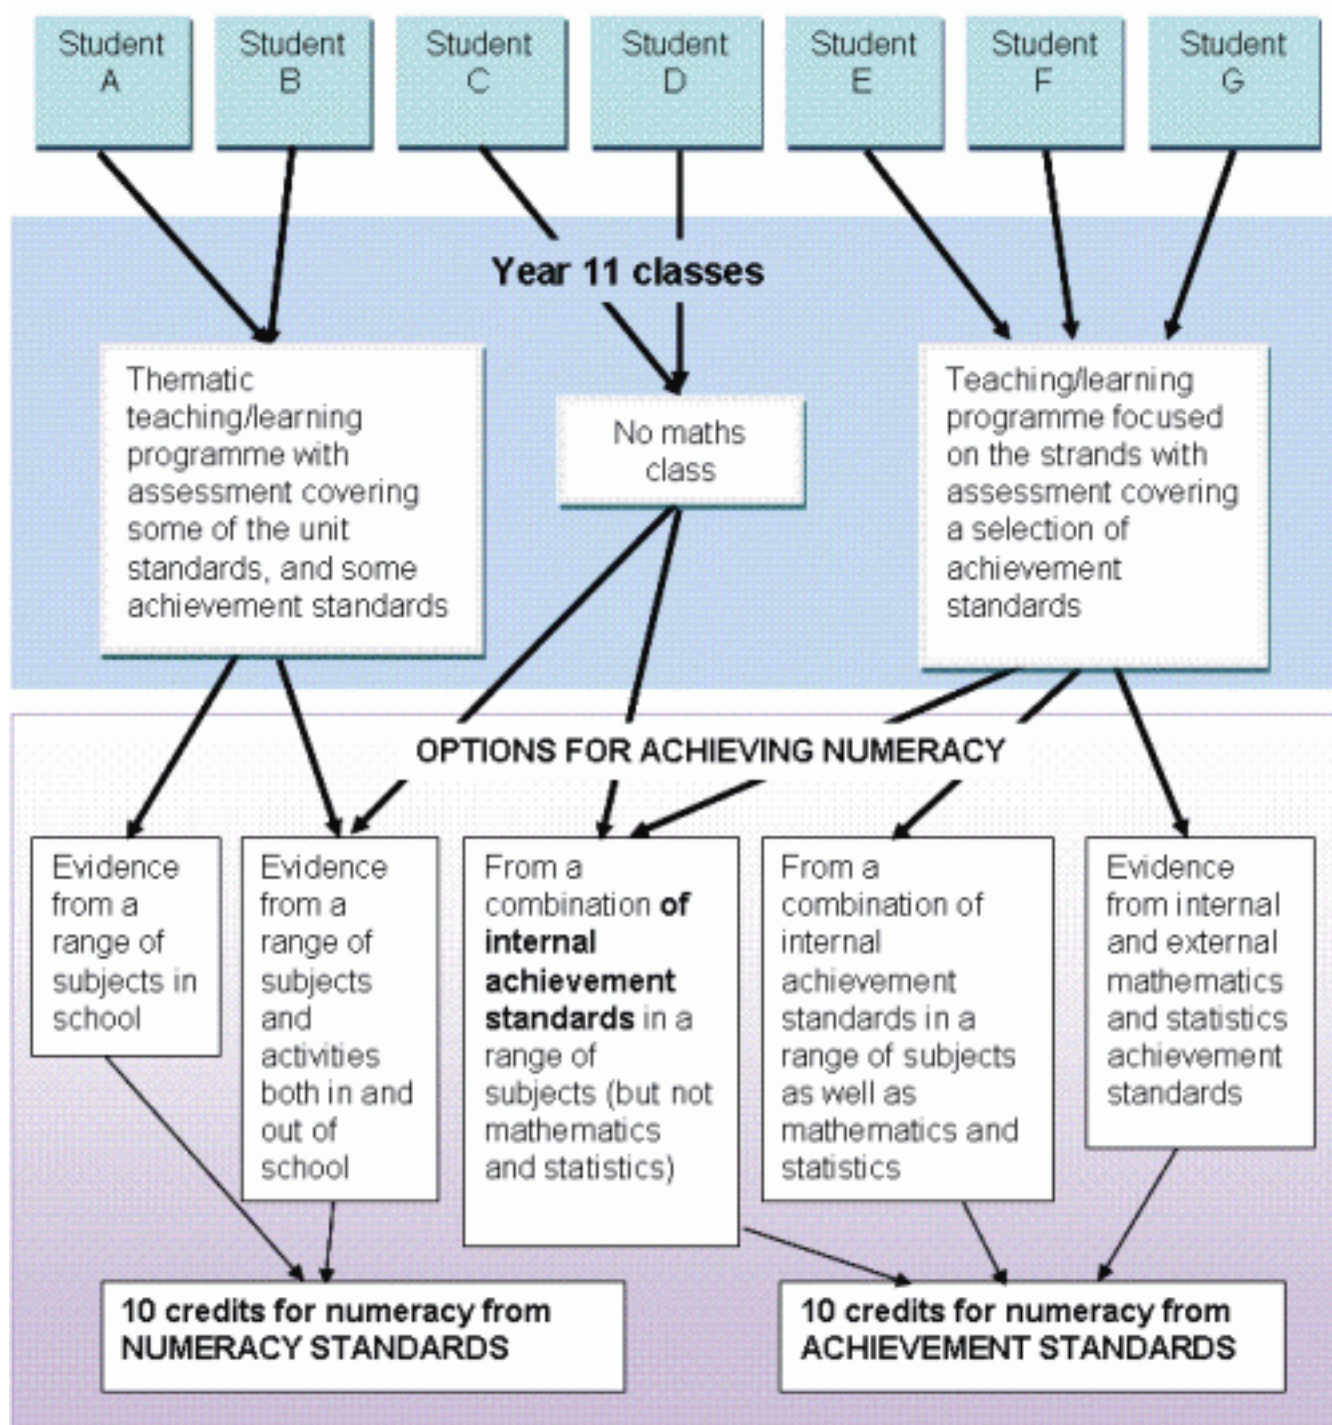 Student
A
Student
B
Student
C
Student
D
Student
E
Student
F
Student
G
Year 11 classes
Thematic
teaching/learning
programme with
assessment covering
some of the unit
standards, and some
achievement standards
No maths
class
Teaching/learning
programme focused
on the strands with
assessment covering
a selection of
achievement
standards
OPTIONS FOR ACHIEVING NUMERACY
Evidence
from a
range of
subjects in
school
Evidence
from a
range of
subjects
and
activities
both in and
out of
school
From a
combination of
internal
achievement
standards in a
range of
subjects (but not
mathematics
and statistics)
From a
combination of
internal
achievement
standards in a
range of subjects
as well as
mathematics and
statistics
Evidence
from internal
and external
mathematics
and statistics
achievement
standards
10 credits for numeracy from
NUMERACY STANDARDS
10 credits for numeracy from
ACHIEVEMENT STANDARDS